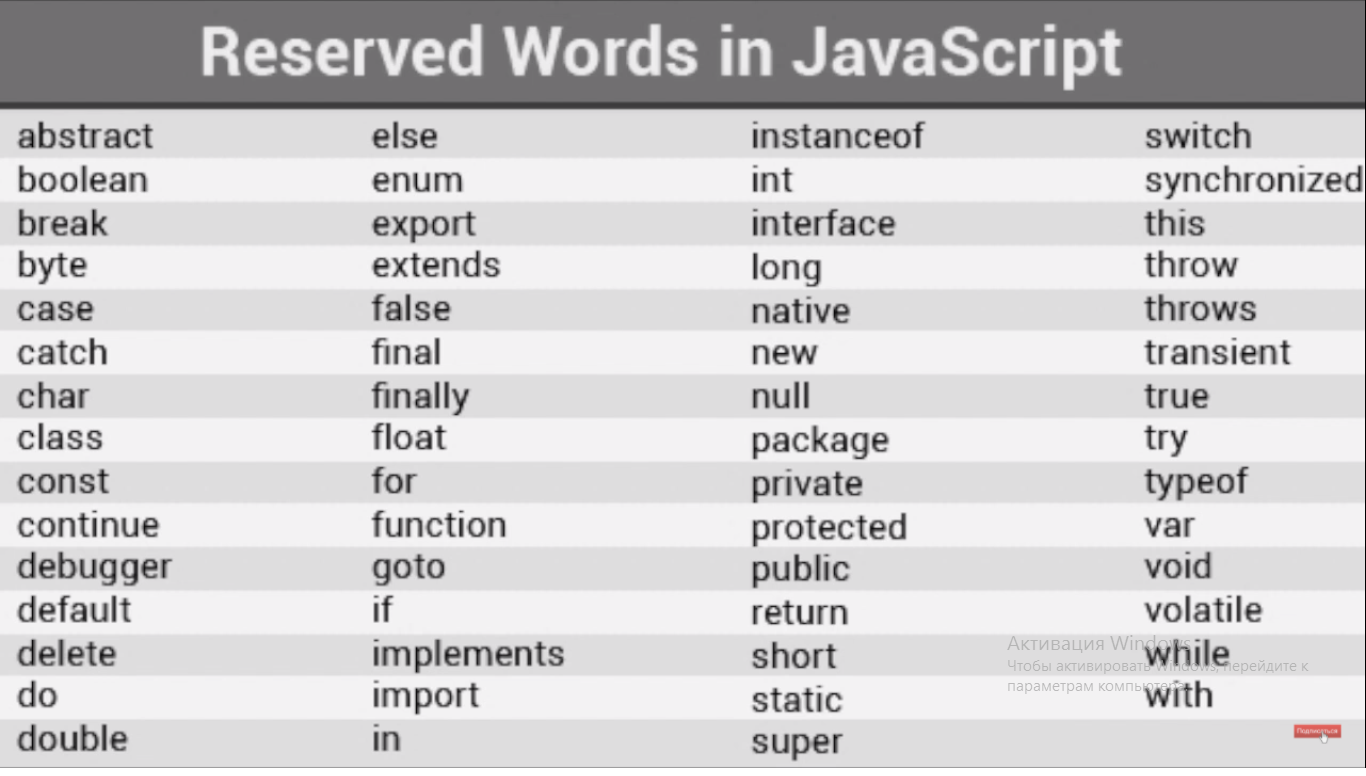 Reserved Words in JavaScript
abstract else instanceof switch
boolean enum int synchronized
break export interface this
byte extends long throw
case false native throws
catch final new transient
char finally null true
class float package try
const for private typeof
continue function protected var
debugger goto public void
default if return volatile
delete implements short while
do import static with
double in super
Активация Windows
Чтобы активировать Windows, перейдите к
параметрам компьютера.
Подписаться